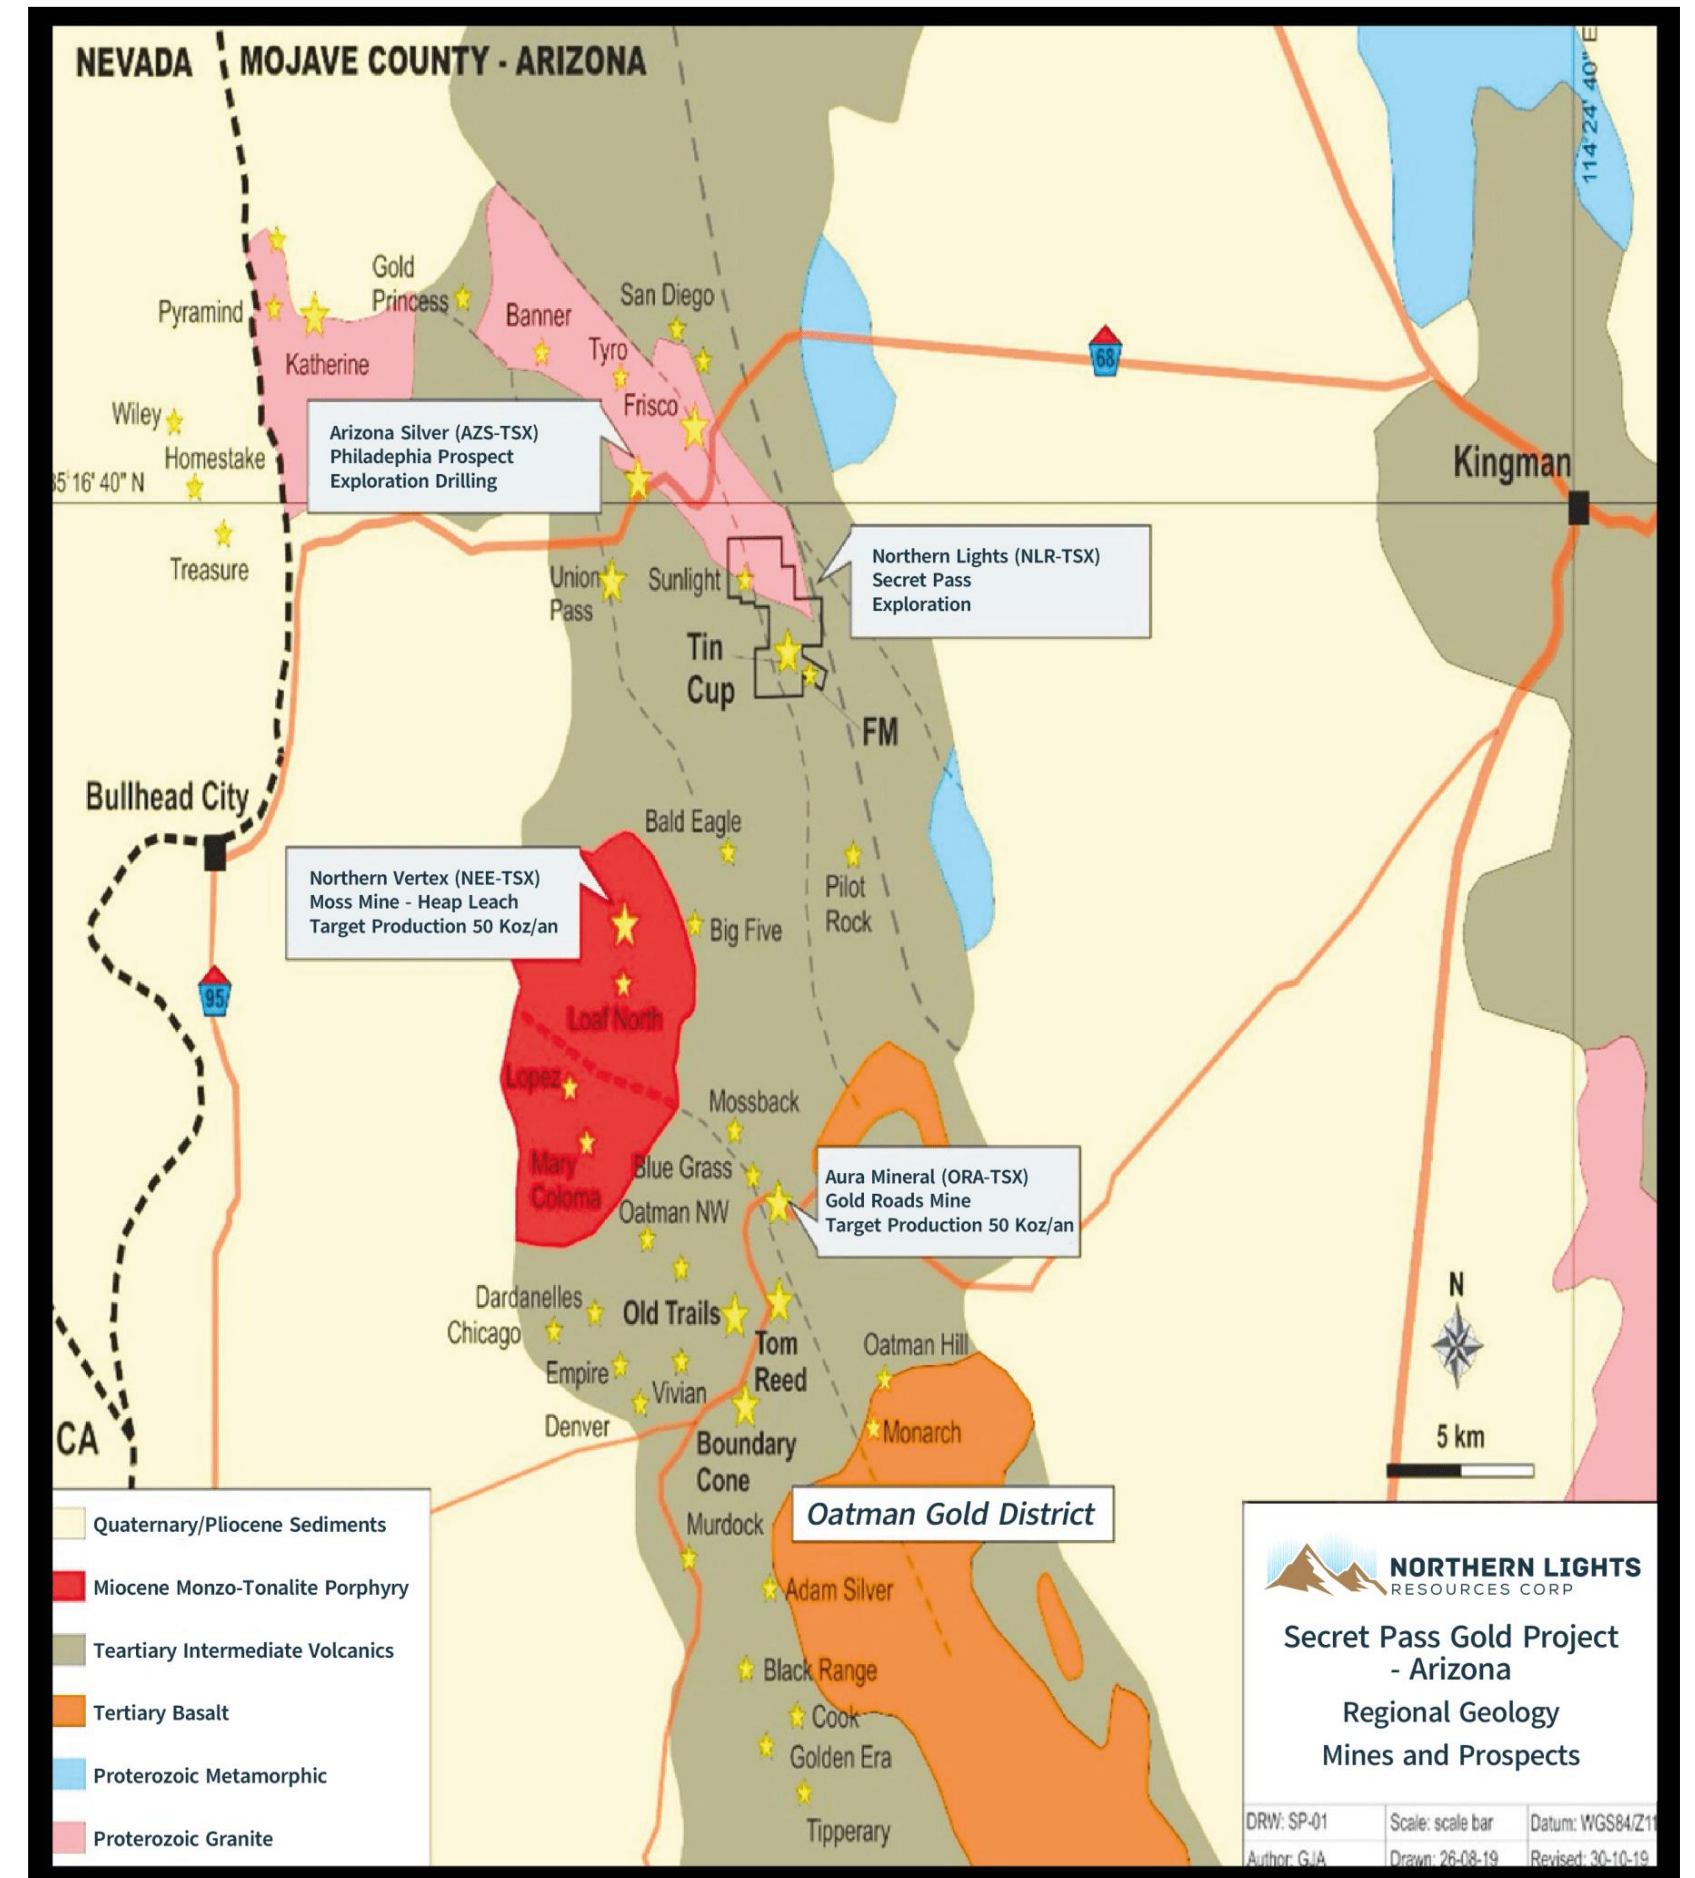 NEVADA
MOJAVE COUNTY - ARIZONA
114°24' 40" E
Gold
Princess
San Diego
Pyramind
Banner
Katherine
Tyro
68
Frisco
Wiley
Arizona Silver (AZS-TSX)
Philadephia Prospect
Exploration Drilling
Homestake
35°16' 40" N
Kingman
Treasure
Union
Pass
Sunlight
Northern Lights (NLR-TSX)
Secret Pass
Exploration
Tin
Cup
FM
Bullhead City
Bald Eagle
Northern Vertex (NEE-TSX)
Moss Mine - Heap Leach
Target Production 50 Koz/an
Pilot
Rock
Big Five
95
Loaf North
Lopez
Mossback
Mary
Coloma
Blue Grass
Aura Mineral (ORA-TSX)
Gold Roads Mine
Target Production 50 Koz/an
Oatman NW
Dardanelles
Chicago
Old Trails
Tom
Reed
Oatman Hill
Empire
Vivian
Denver
Monarch
Boundary
Cone
CA
N
5 km
Oatman Gold District
Murdock
Adam Silver
Black Range
Cook
Golden Era
Tipperary
Quaternary/Pliocene Sediments
Miocene Monzo-Tonalite Porphyry
Teartiary Intermediate Volcanics
Tertiary Basalt
Proterozoic Metamorphic
Proterozoic Granite
NORTHERN LIGHTS
RESOURCES CORP
Secret Pass Gold Project
- Arizona
Regional Geology
Mines and Prospects
DRW: SP-01
Scale: scale bar
Datum: WGS84/Z11
Author: GJA
Drawn: 26-08-19
Revised: 30-10-19